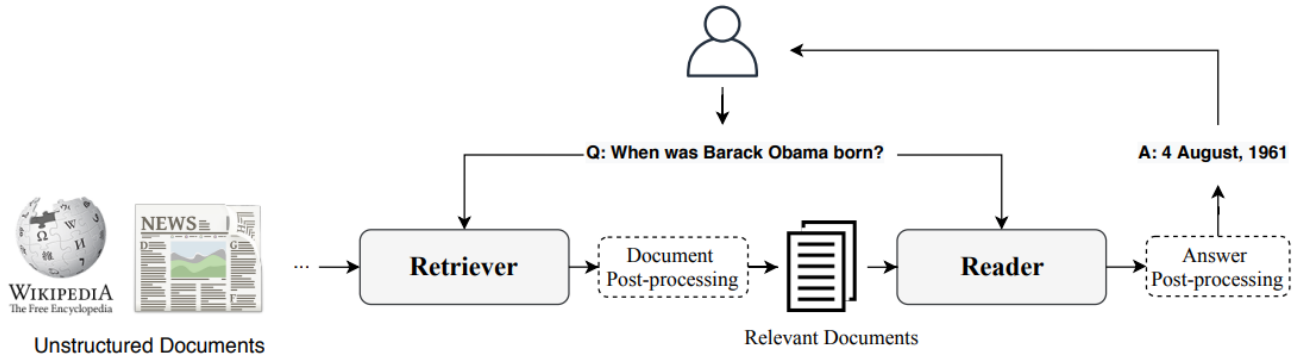 Q: When was Barack Obama born?
A: 4 August, 1961
WIKIPEDIA
The Free Encyclopedia
NEWS
D
G
F
Unstructured Documents
...
Retriever
Document
Post-processing
Relevant Documents
Reader
Answer
Post-processing